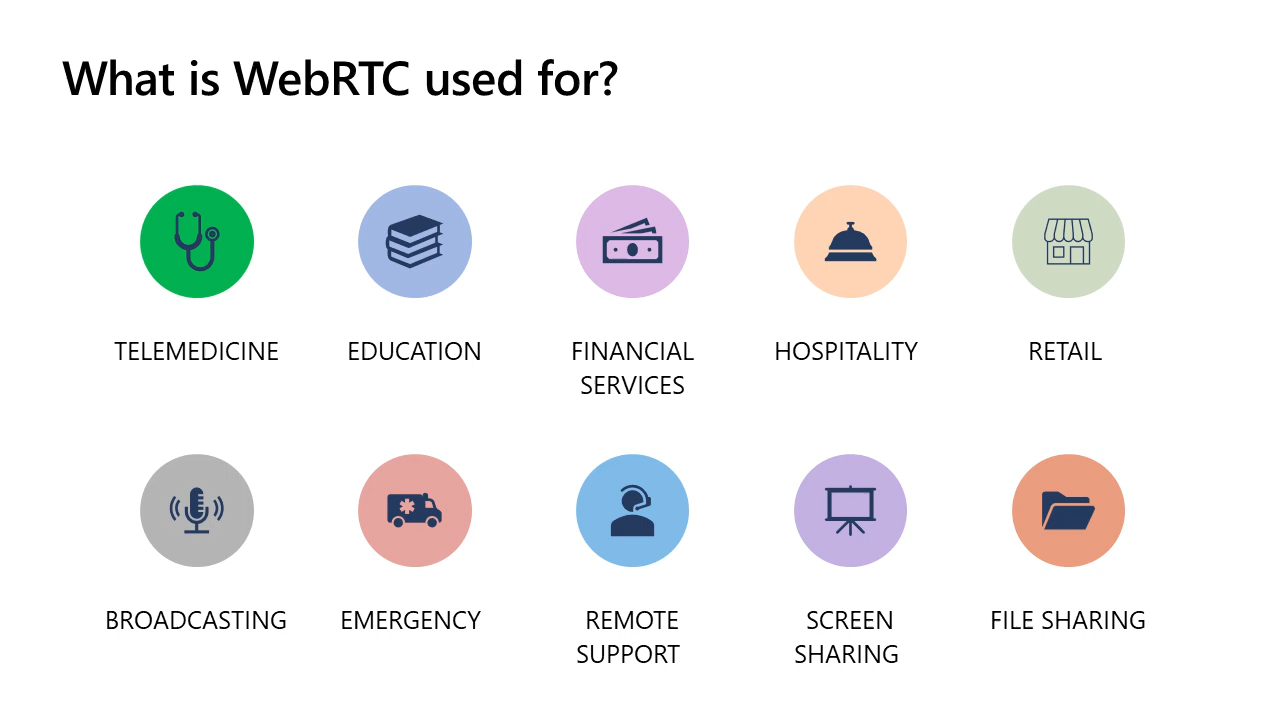 What is WebRTC used for?
TELEMEDICINE
EDUCATION
FINANCIAL
SERVICES
HOSPITALITY
RETAIL
BROADCASTING
EMERGENCY
REMOTE
SUPPORT
SCREEN
SHARING
FILE SHARING